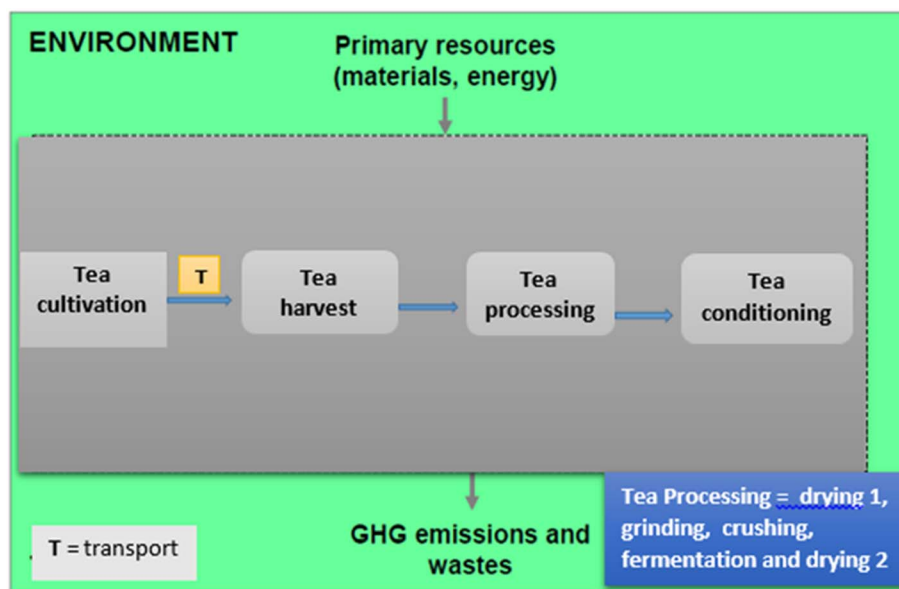 ENVIRONMENT
Primary resources
(materials, energy)
Tea
cultivation
T
Tea
harvest
Tea
processing
Tea
conditioning
GHG emissions and
wastes
T = transport
Tea Processing = drying 1,
grinding, crushing,
fermentation and drying 2